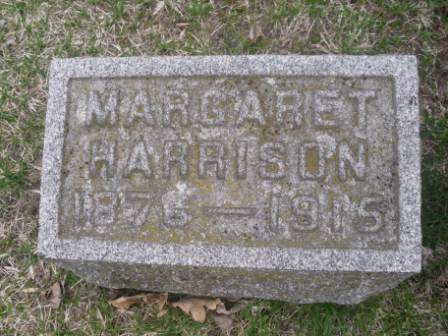 MARGARET
HARRISON
1876 — 1915